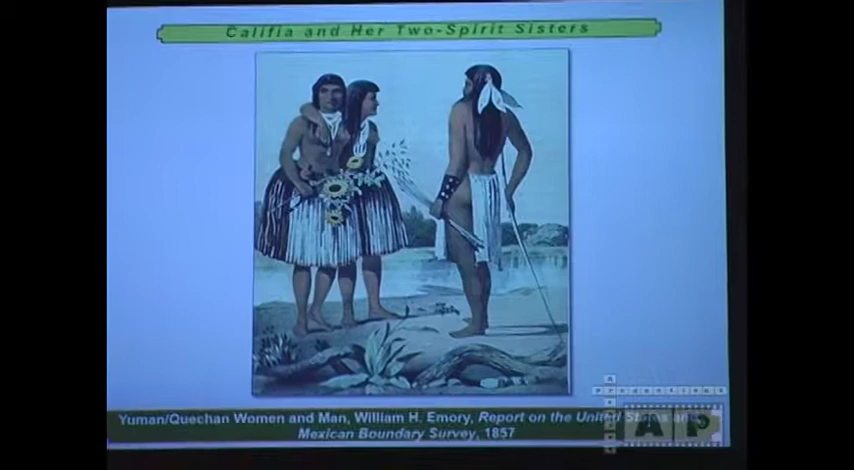 Califia and Her Two-Spirit Sisters
Yuman/Quechan Women and Man, William H. Emory, Report on the United
Mexican Boundary Survey, 1857
Productions
AP